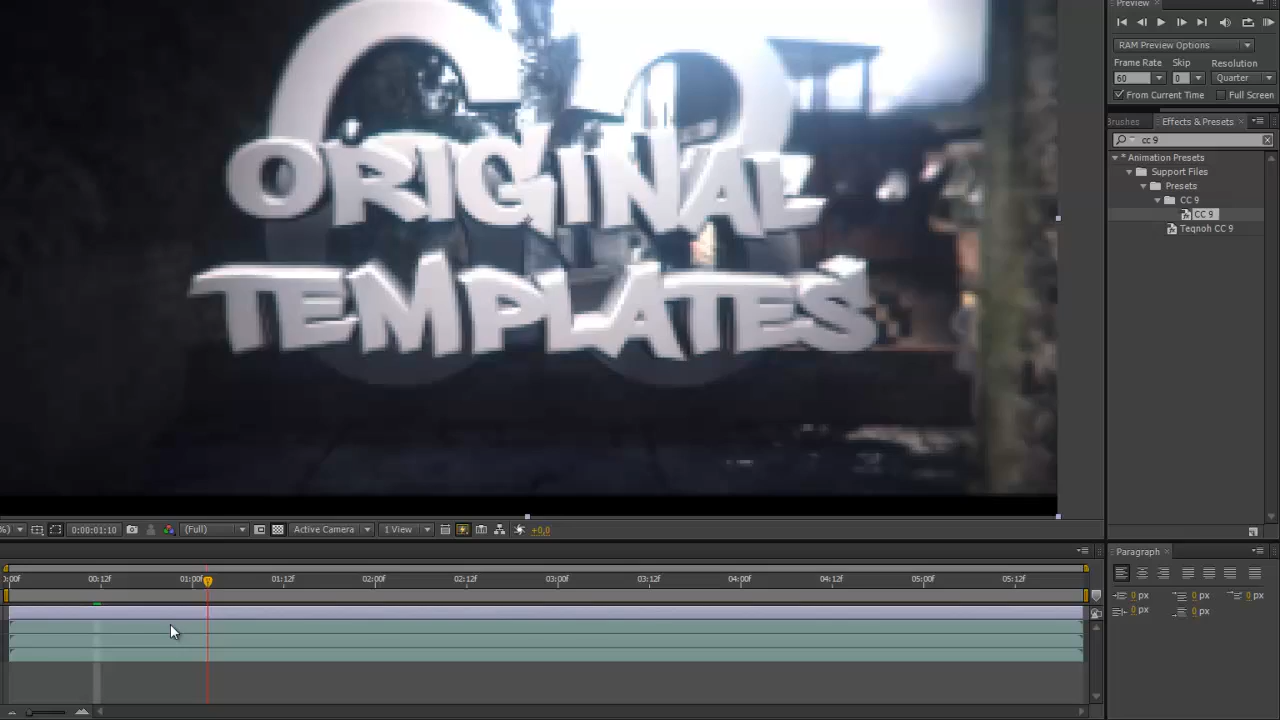 Preview
RAM Preview Options
Frame Rate Skip Resolution
60 0 Quarter
From Current Time Full Screen
Brushes Effects & Presets
cc 9
* Animation Presets
Support Files
Presets
CC 9
CC 9
Teqnoh CC 9
ORIGINAL
TEMPLATES
%) 0:00:01:10 (Full) Active Camera 1 View +0,0
0:00f 00:12f 01:00f 01:12f 02:00f 02:12f 03:00f 03:12f 04:00f 04:12f 05:00f 05:12f
Paragraph
0 px 0 px 0 px
0 px 0 px